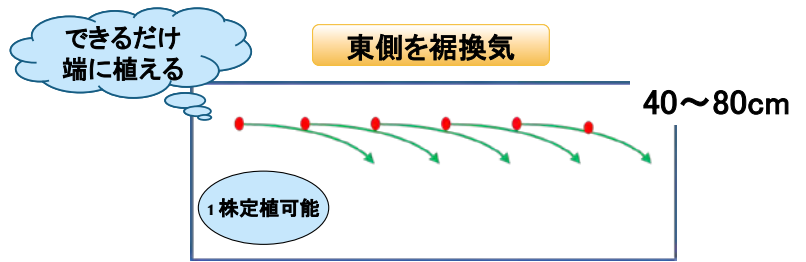 できるだけ
端に植える
東側を裾換気
40～80cm
1 株定植可能